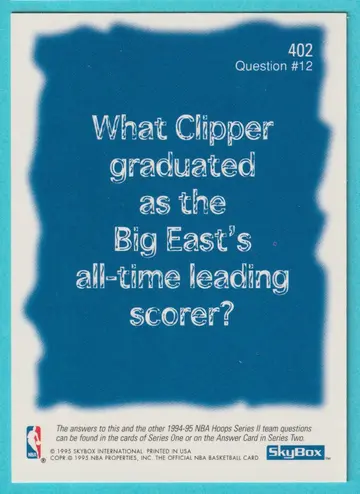 402
Question #12
What Clipper
graduated
as the
Big East's
all-time leading
scorer?
The answers to this and the other 1994-95 NBA Hoops Series II team questions
can be found in the cards of Series One or on the Answer Card in Series Two.
© 1995 SKYBOX INTERNATIONAL. PRINTED IN USA
COPR © 1995 NBA PROPERTIES, INC. THE OFFICIAL NBA BASKETBALL CARD
NBA
SkyBox